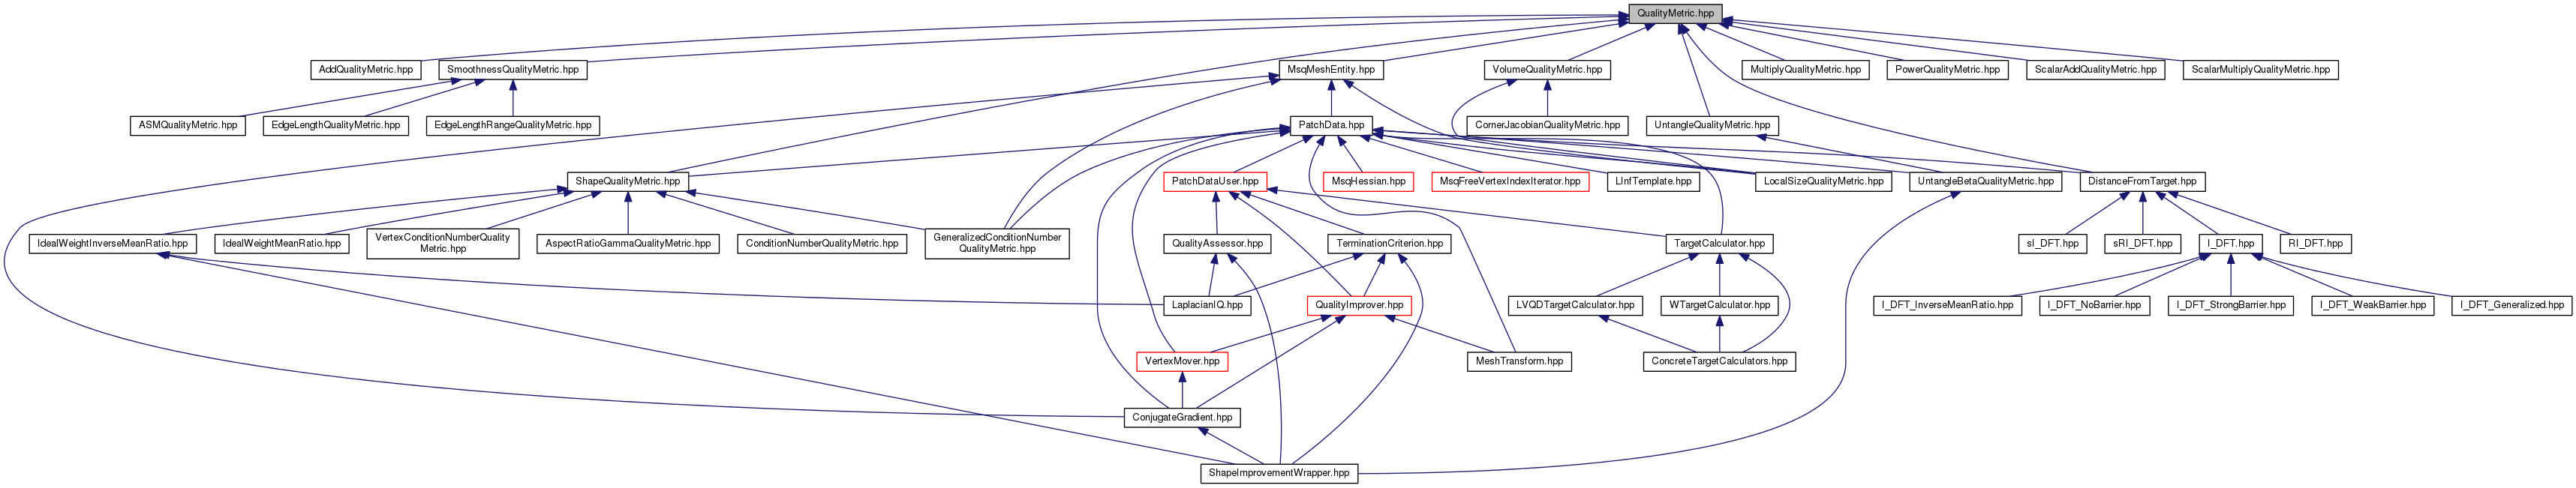 QualityMetric.hpp
AddQualityMetric.hpp
SmoothnessQualityMetric.hpp
MsqMeshEntity.hpp
VolumeQualityMetric.hpp
MultiplyQualityMetric.hpp
PowerQualityMetric.hpp
ScalarAddQualityMetric.hpp
ScalarMultiplyQualityMetric.hpp
ASMQualityMetric.hpp
EdgeLengthQualityMetric.hpp
EdgeLengthRangeQualityMetric.hpp
PatchData.hpp
CornerJacobianQualityMetric.hpp
UntangleQualityMetric.hpp
ShapeQualityMetric.hpp
PatchDataUser.hpp
MsqHessian.hpp
MsqFreeVertexIndexIterator.hpp
LInfTemplate.hpp
LocalSizeQualityMetric.hpp
UntangleBetaQualityMetric.hpp
DistanceFromTarget.hpp
IdealWeightInverseMeanRatio.hpp
IdealWeightMeanRatio.hpp
VertexConditionNumberQuality
Metric.hpp
AspectRatioGammaQualityMetric.hpp
ConditionNumberQualityMetric.hpp
GeneralizedConditionNumber
QualityMetric.hpp
QualityAssessor.hpp
TerminationCriterion.hpp
TargetCalculator.hpp
sI_DFT.hpp
sRI_DFT.hpp
I_DFT.hpp
RI_DFT.hpp
LaplacianIQ.hpp
QualityImprover.hpp
LVQDTargetCalculator.hpp
WTargetCalculator.hpp
I_DFT_InverseMeanRatio.hpp
I_DFT_NoBarrier.hpp
I_DFT_StrongBarrier.hpp
I_DFT_WeakBarrier.hpp
I_DFT_Generalized.hpp
VertexMover.hpp
MeshTransform.hpp
ConcreteTargetCalculators.hpp
ConjugateGradient.hpp
ShapeImprovementWrapper.hpp